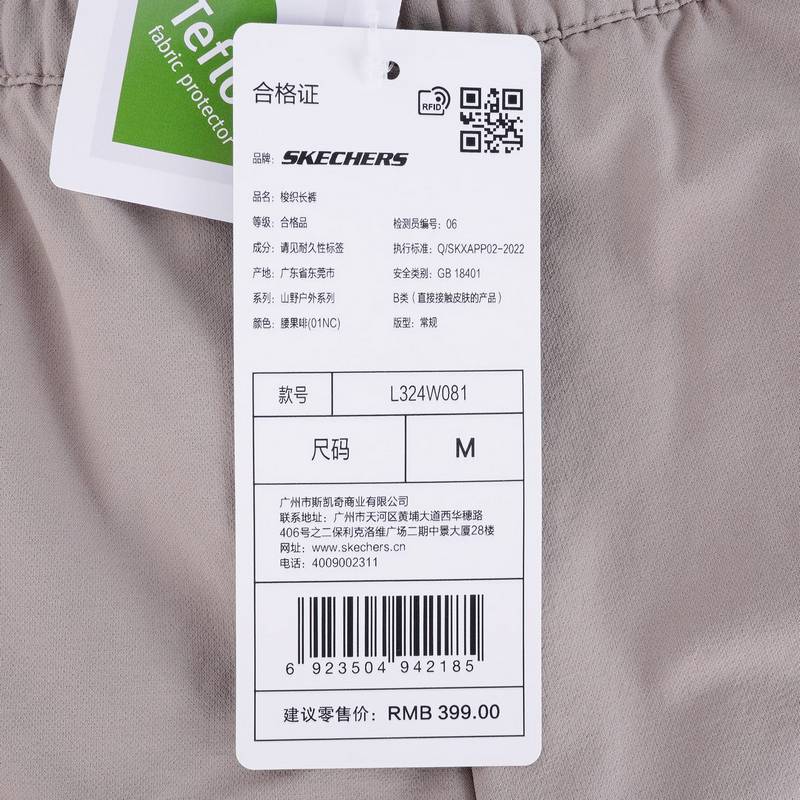 Teflo
fabric protector
合格证
RFID
品牌: SKECHERS
品名: 梭织长裤
等级: 合格品
检测员编号: 06
成分: 请见耐久性标签
执行标准: Q/SKXAPP02-2022
产地: 广东省东莞市
安全类别: GB 18401
系列: 山野户外系列
B类（直接接触皮肤的产品）
颜色: 腰果啡(01NC)
版型: 常规
款号 L324W081
尺码 M
广州市斯凯奇商业有限公司
联系地址: 广州市天河区黄埔大道西华穗路
406号之二保利克洛维广场二期中景大厦28楼
网址: www.skechers.cn
电话: 4009002311
6 923504 942185
建议零售价: RMB 399.00